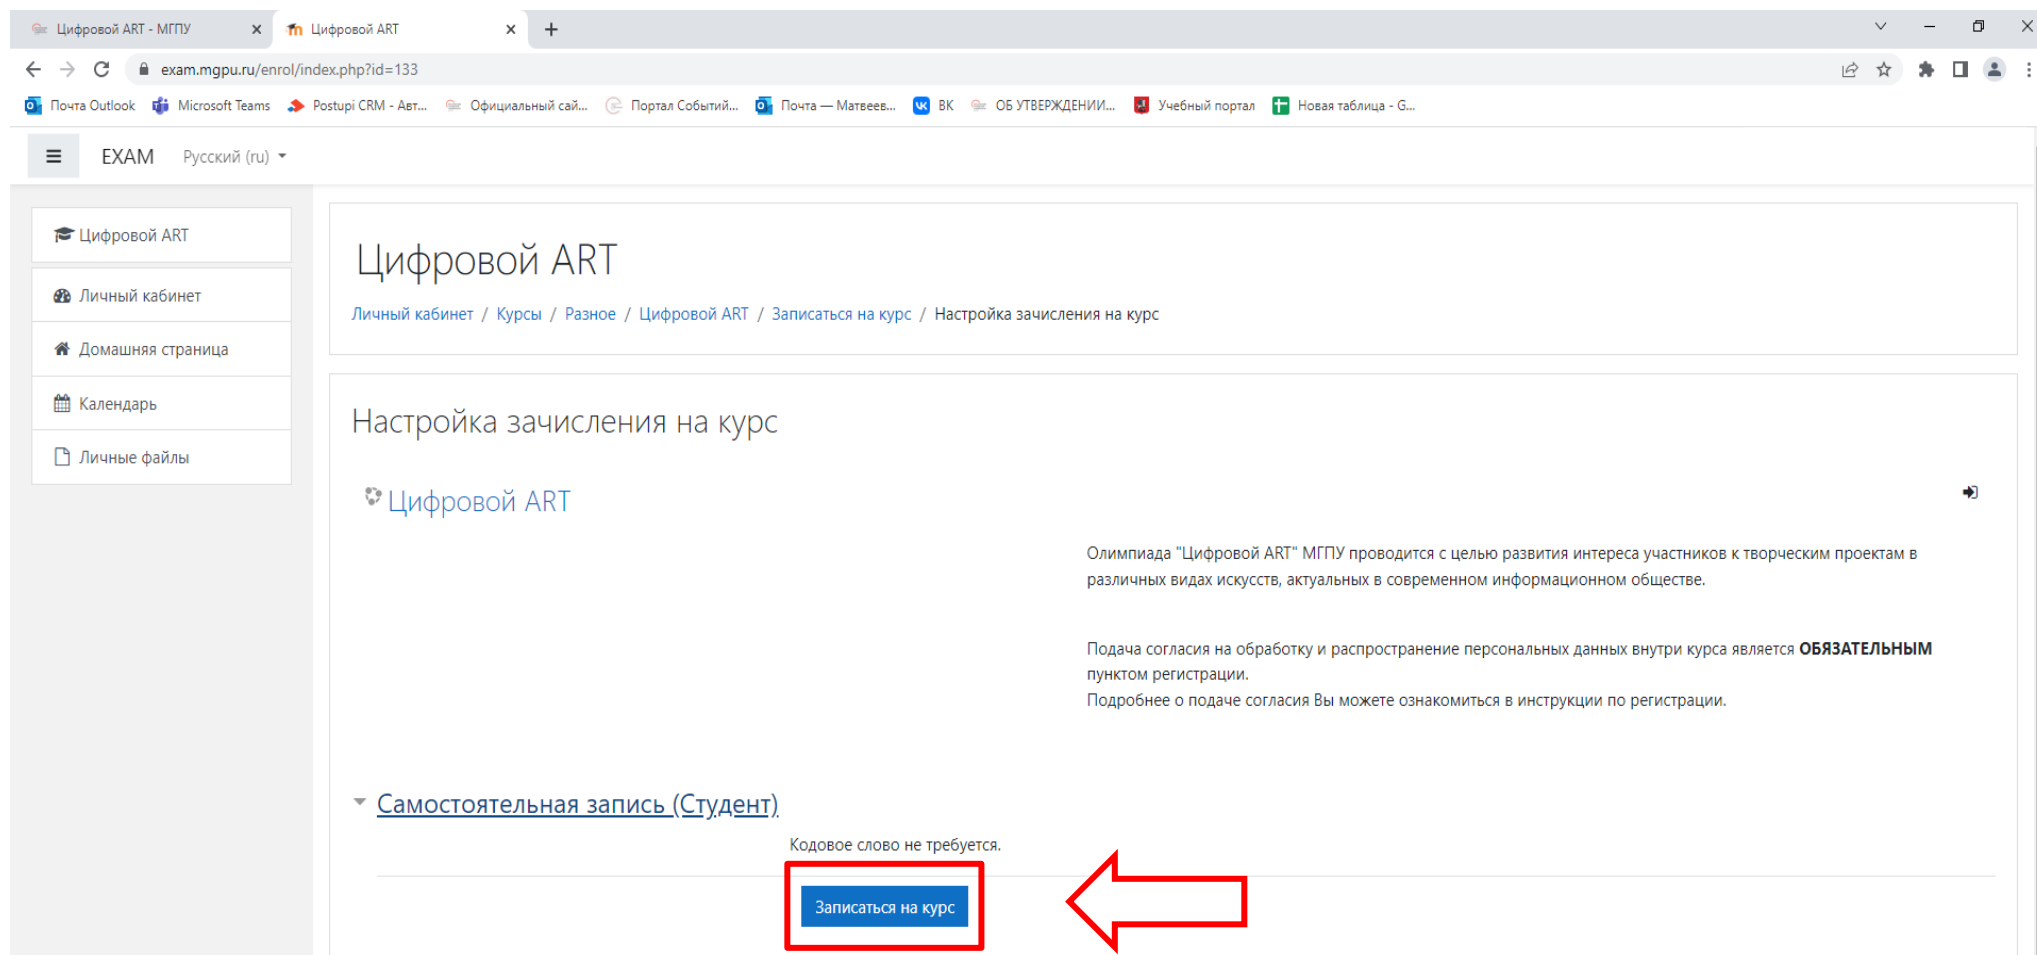 Цифровой ART - МГПУ
Цифровой ART
exam.mgpu.ru/enrol/index.php?id=133
Почта Outlook
Microsoft Teams
Postupi CRM - Авт...
Официальный сай...
Портал Событий...
Почта — Матвеев...
ВК
ОБ УТВЕРЖДЕНИИ...
Учебный портал
Новая таблица - G...
EXAM
Русский (ru)
Цифровой ART
Личный кабинет
Домашняя страница
Календарь
Личные файлы
Цифровой ART
Личный кабинет / Курсы / Разное / Цифровой ART / Записаться на курс / Настройка зачисления на курс
Настройка зачисления на курс
Цифровой ART
Олимпиада "Цифровой ART" МГПУ проводится с целью развития интереса участников к творческим проектам в
различных видах искусств, актуальных в современном информационном обществе.
Подача согласия на обработку и распространение персональных данных внутри курса является ОБЯЗАТЕЛЬНЫМ
пунктом регистрации.
Подробнее о подаче согласия Вы можете ознакомиться в инструкции по регистрации.
Самостоятельная запись (Студент)
Кодовое слово не требуется.
Записаться на курс